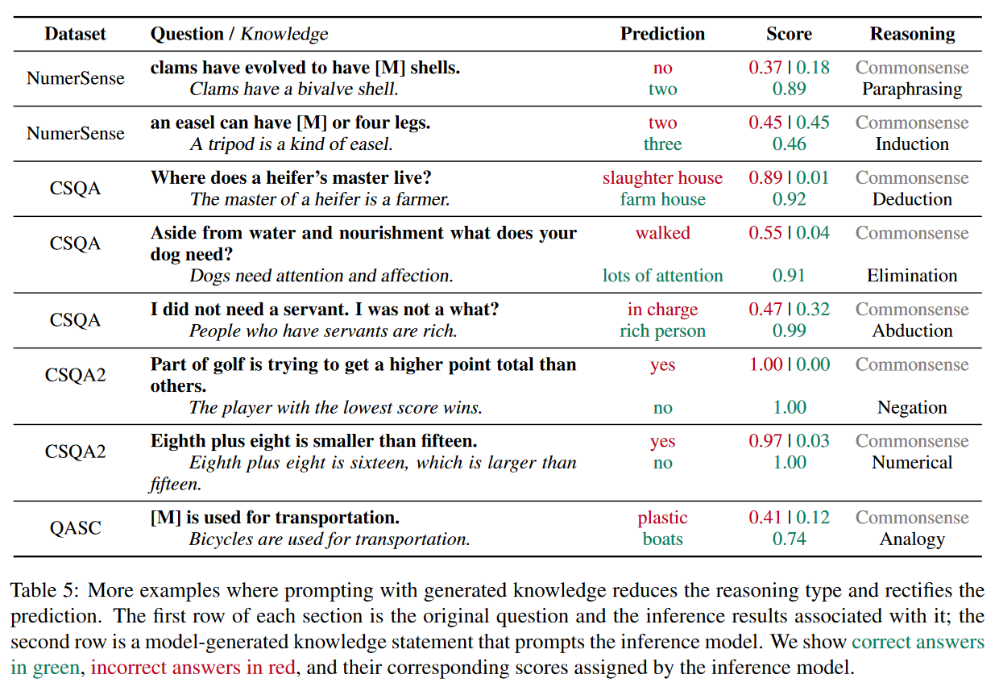 Dataset Question / Knowledge Prediction Score Reasoning
NumerSense clams have evolved to have [M] shells. no 0.37 | 0.18 Commonsense
Clams have a bivalve shell. two 0.89 Paraphrasing
NumerSense an easel can have [M] or four legs. two 0.45 | 0.45 Commonsense
A tripod is a kind of easel. three 0.46 Induction
CSQA Where does a heifer's master live? slaughter house 0.89 | 0.01 Commonsense
The master of a heifer is a farmer. farm house 0.92 Deduction
CSQA Aside from water and nourishment what does your walked 0.55 | 0.04 Commonsense
dog need?
Dogs need attention and affection. lots of attention 0.91 Elimination
CSQA I did not need a servant. I was not a what? in charge 0.47 | 0.32 Commonsense
People who have servants are rich. rich person 0.99 Abduction
CSQA2 Part of golf is trying to get a higher point total than yes 1.00 | 0.00 Commonsense
others.
The player with the lowest score wins. no 1.00 Negation
CSQA2 Eighth plus eight is smaller than fifteen. yes 0.97 | 0.03 Commonsense
Eighth plus eight is sixteen, which is larger than no 1.00 Numerical
fifteen.
QASC [M] is used for transportation. plastic 0.41 | 0.12 Commonsense
Bicycles are used for transportation. boats 0.74 Analogy
Table 5: More examples where prompting with generated knowledge reduces the reasoning type and rectifies the
prediction. The first row of each section is the original question and the inference results associated with it; the
second row is a model-generated knowledge statement that prompts the inference model. We show correct answers
in green, incorrect answers in red, and their corresponding scores assigned by the inference model.